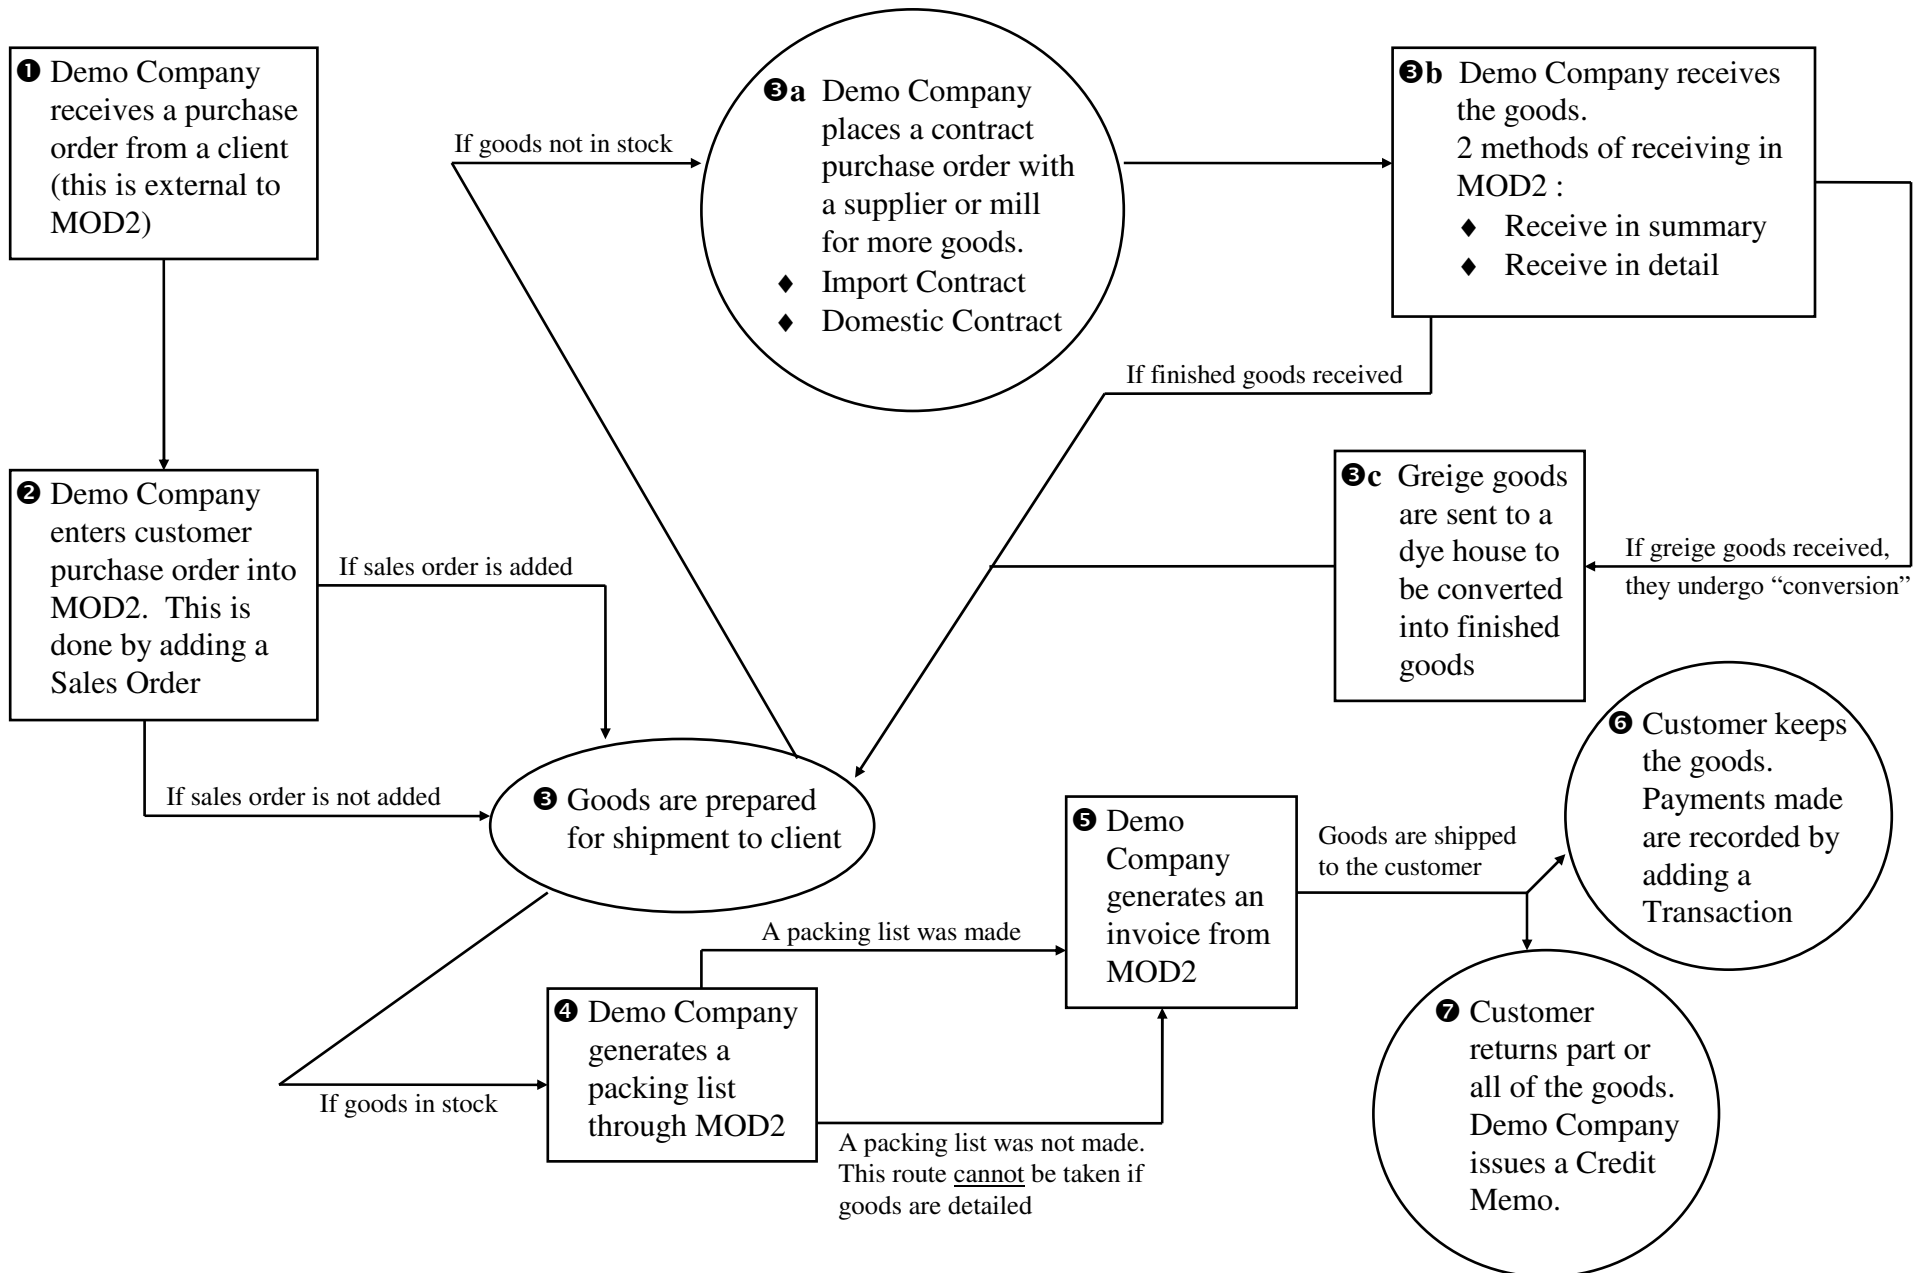 ❶ Demo Company
receives a purchase
order from a client
(this is external to
MOD2)
If goods not in stock
❸a Demo Company
places a contract
purchase order with
a supplier or mill
for more goods.
♦ Import Contract
♦ Domestic Contract
❸b Demo Company receives
the goods.
2 methods of receiving in
MOD2 :
♦ Receive in summary
♦ Receive in detail
If finished goods received
❷ Demo Company
enters customer
purchase order into
MOD2. This is
done by adding a
Sales Order
If sales order is added
If sales order is not added
❸c Greige goods
are sent to a
dye house to
be converted
into finished
goods
If greige goods received,
they undergo “conversion”
❸ Goods are prepared
for shipment to client
If goods in stock
❹ Demo Company
generates a
packing list
through MOD2
A packing list was made
A packing list was not made.
This route cannot be taken if
goods are detailed
❺ Demo
Company
generates an
invoice from
MOD2
Goods are shipped
to the customer
❻ Customer keeps
the goods.
Payments made
are recorded by
adding a
Transaction
❼ Customer
returns part or
all of the goods.
Demo Company
issues a Credit
Memo.